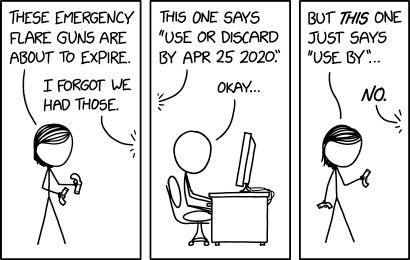 THESE EMERGENCY
FLARE GUNS ARE
ABOUT TO EXPIRE.
I FORGOT WE
HAD THOSE.
THIS ONE SAYS
"USE OR DISCARD
BY APR 25 2020."
OKAY...
BUT THIS ONE
JUST SAYS
"USE BY"...
NO.